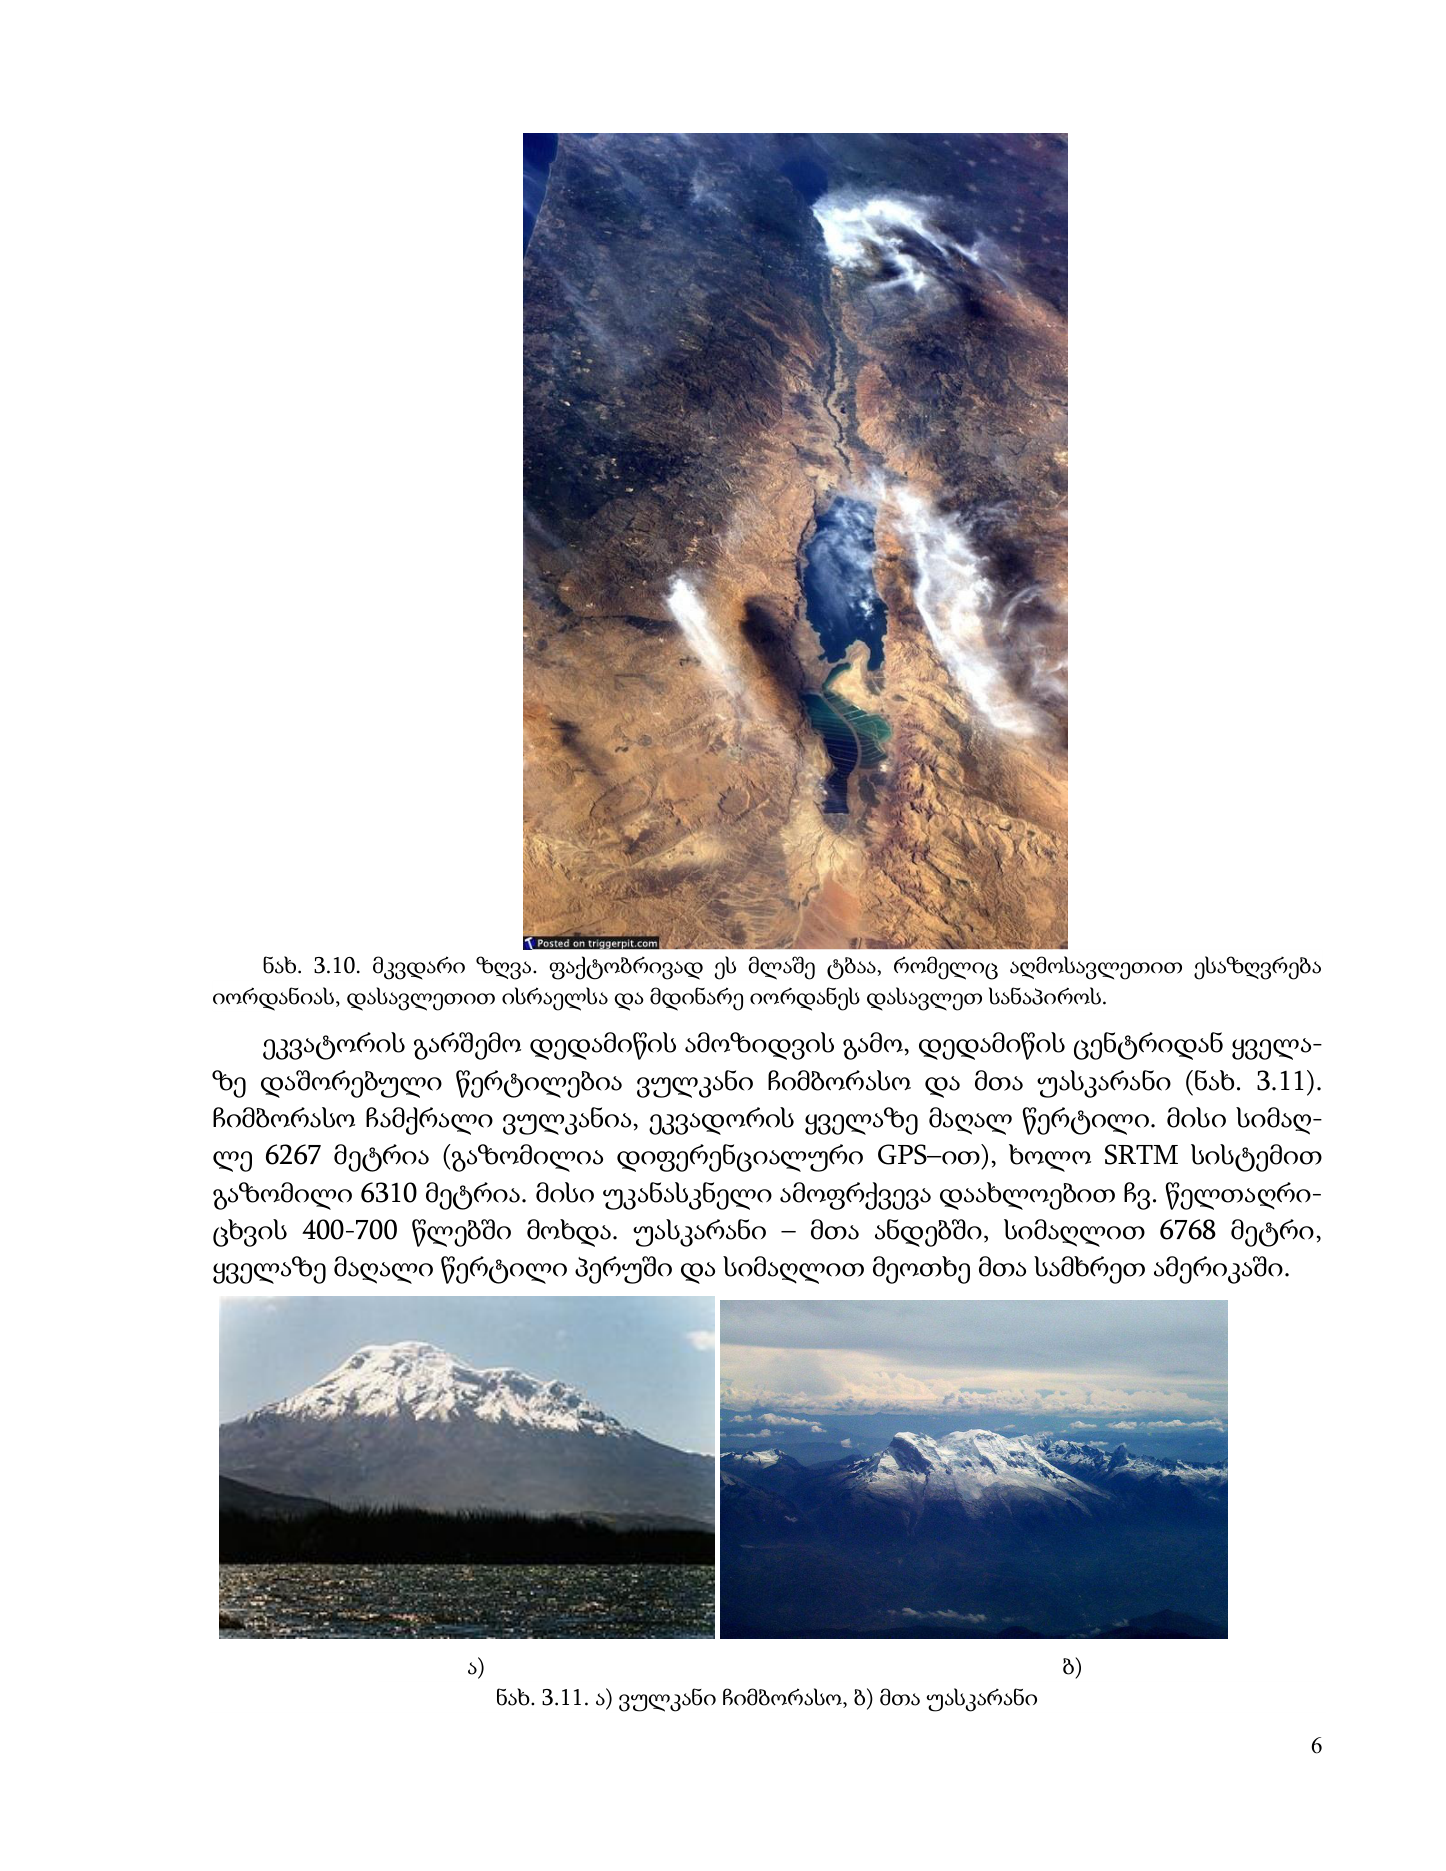 Posted on triggerpit.com
ნახ. 3.10. მკვდარი ზღვა. ფაქტობრივად ეს მლაშე ტბაა, რომელიც აღმოსავლეთით ესაზღვრება
იორდანიას, დასავლეთით ისრაელსა და მდინარე იორდანეს დასავლეთ სანაპიროს.
ეკვატორის გარშემო დედამიწის ამოზიდვის გამო, დედამიწის ცენტრიდან ყველა-
ზე დაშორებული წერტილებია ვულკანი ჩიმბორასო და მთა უასკარანი (ნახ. 3.11).
ჩიმბორასო ჩამქრალი ვულკანია, ეკვადორის ყველაზე მაღალ წერტილი. მისი სიმაღ-
ლე 6267 მეტრია (გაზომილია დიფერენციალური GPS–ით), ხოლო SRTM სისტემით
გაზომილი 6310 მეტრია. მისი უკანასკნელი ამოფრქვევა დაახლოებით ჩვ. წელთაღრი-
ცხვის 400-700 წლებში მოხდა. უასკარანი – მთა ანდებში, სიმაღლით 6768 მეტრი,
ყველაზე მაღალი წერტილი პერუში და სიმაღლით მეოთხე მთა სამხრეთ ამერიკაში.
ა) ბ)
ნახ. 3.11. ა) ვულკანი ჩიმბორასო, ბ) მთა უასკარანი
6